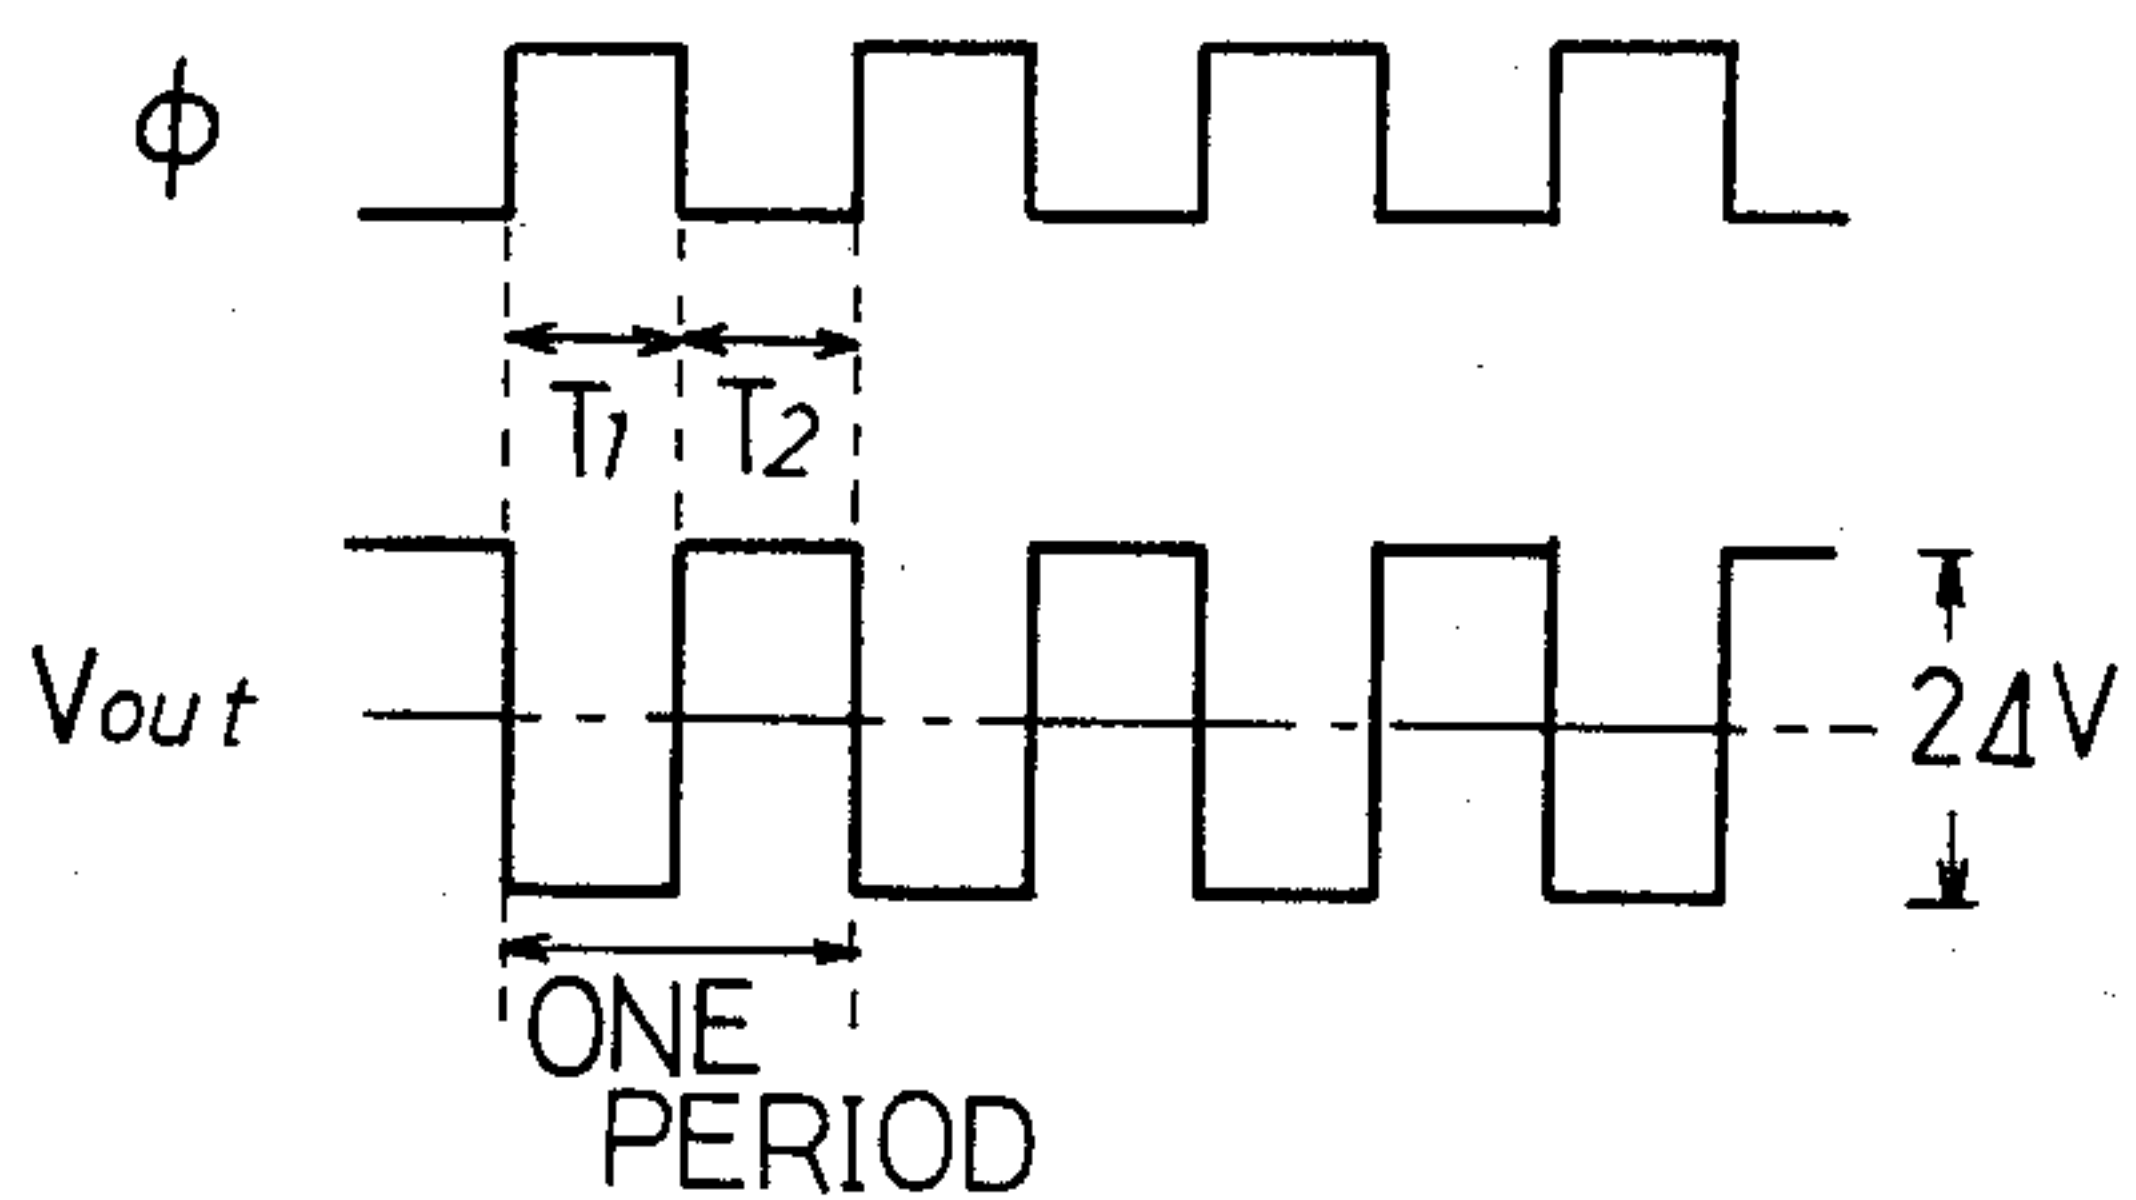 ϕ
T1 T2
Vout
2ΔV
ONE
PERIOD